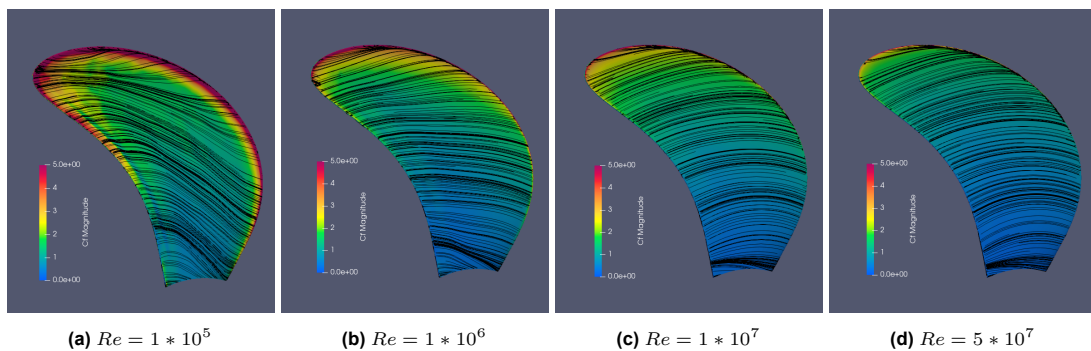 5.0e+00
4
3
2
1
0.0e+00
Cf Magnitude
5.0e+00
4
3
2
1
0.0e+00
Cf Magnitude
5.0e+00
4
3
2
1
0.0e+00
Cf Magnitude
5.0e+00
4
3
2
1
0.0e+00
Cf Magnitude
(a) Re = 1 * 10^5
(b) Re = 1 * 10^6
(c) Re = 1 * 10^7
(d) Re = 5 * 10^7